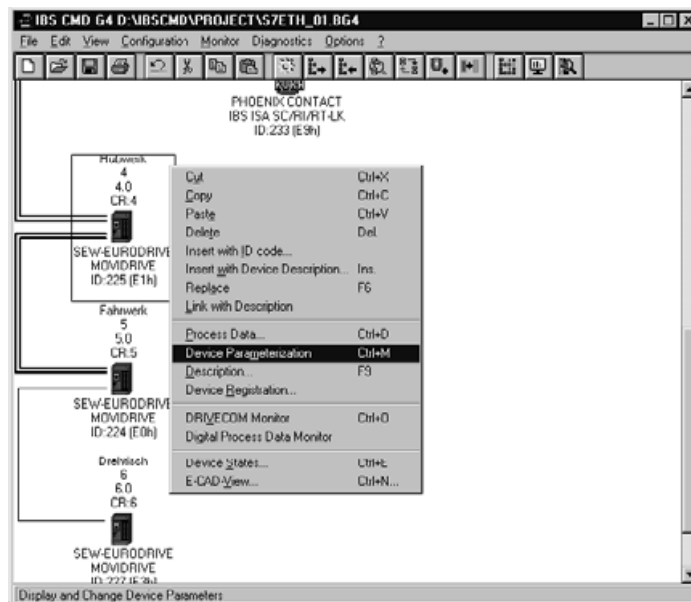 IBS CMD G4 D:\IBSCMD\PROJECT\S7ETH_01.BG4
File Edit View Configuration Monitor Diagnostics Options ?
PHOENIX CONTACT
IBS ISA SC/RI/RT-LK
ID:233 (E9h)
Hubwerk
4
4.0
CR:4
SEW-EURODRIVE
MOVIDRIVE
ID:225 (E1h)
Fahrwerk
5
5.0
CR:5
SEW-EURODRIVE
MOVIDRIVE
ID:224 (E0h)
Drehtisch
6
6.0
CR:6
SEW-EURODRIVE
MOVIDRIVE
ID:227 (E3h)
Cut Ctrl+X
Copy Ctrl+C
Paste Ctrl+V
Delete Del
Insert with ID code...
Insert with Device Description... Ins
Replace F6
Link with Description
Process Data... Ctrl+D
Device Parameterization Ctrl+M
Description... F9
Device Registration...
DRIVECOM Monitor Ctrl+O
Digital Process Data Monitor
Device States... Ctrl+E
E-CAD-View... Ctrl+N...
Display and Change Device Parameters